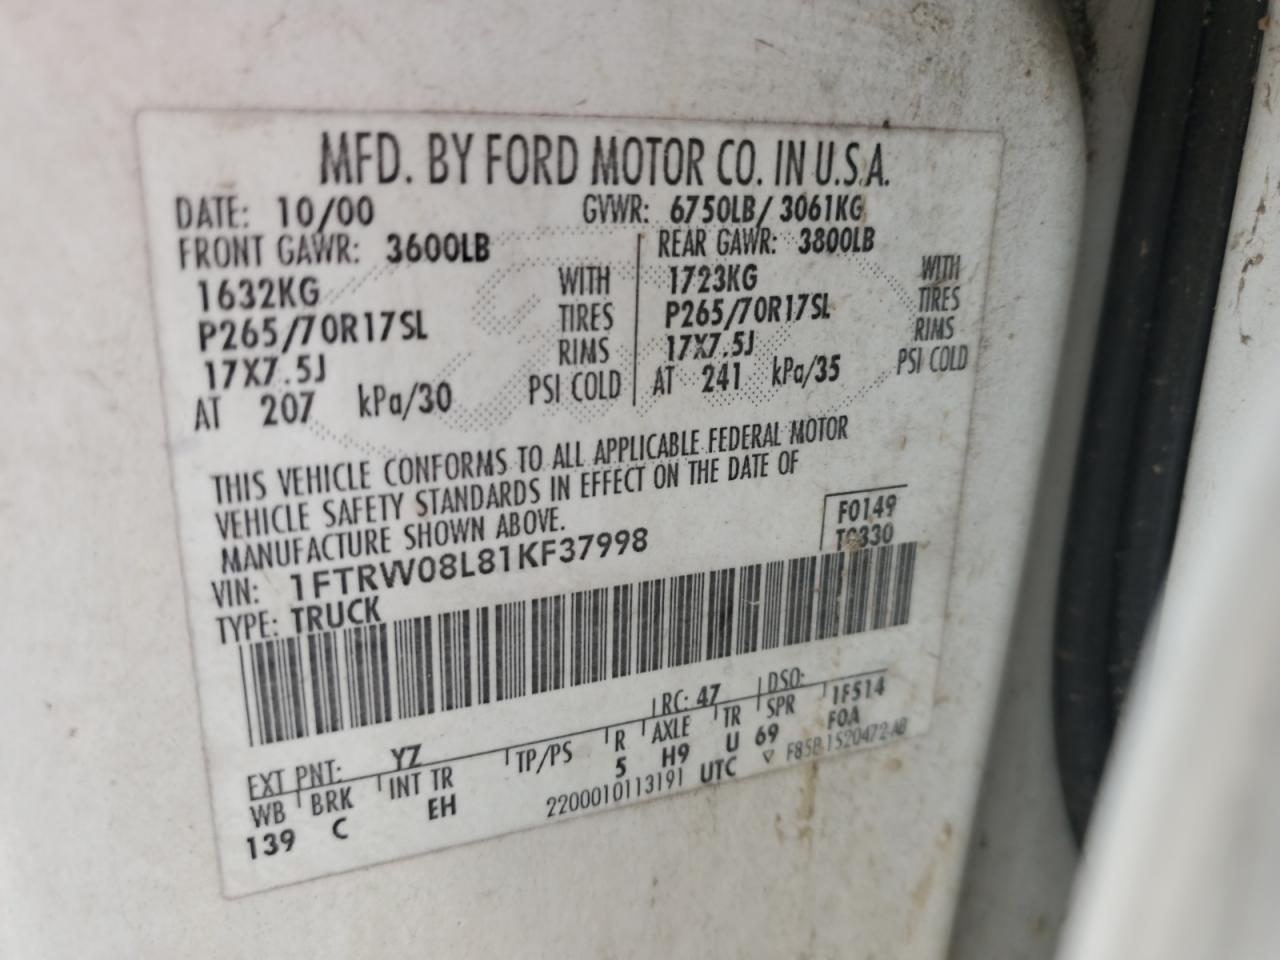 MFD. BY FORD MOTOR CO. IN U.S.A.
DATE: 10/00 GVWR: 6750LB/ 3061KG
FRONT GAWR: 3600LB REAR GAWR: 3800LB
1632KG WITH 1723KG WITH
P265/70R17SL TIRES P265/70R17SL TIRES
17X7.5J RIMS 17X7.5J RIMS
AT 207 kPa/30 PSI COLD AT 241 kPa/35 PSI COLD
THIS VEHICLE CONFORMS TO ALL APPLICABLE FEDERAL MOTOR
VEHICLE SAFETY STANDARDS IN EFFECT ON THE DATE OF
MANUFACTURE SHOWN ABOVE.
F0149
VIN: 1FTRW08L81KF37998
TYPE: TRUCK
EXT PNT: YZ RC: 47 DSO:
WB BRK INT TR TP/PS R AXLE TR SPR 1F514
139 C EH 5 H9 U 69 F0A
2200010113191 UTC ▽ F85B-1520472-AB